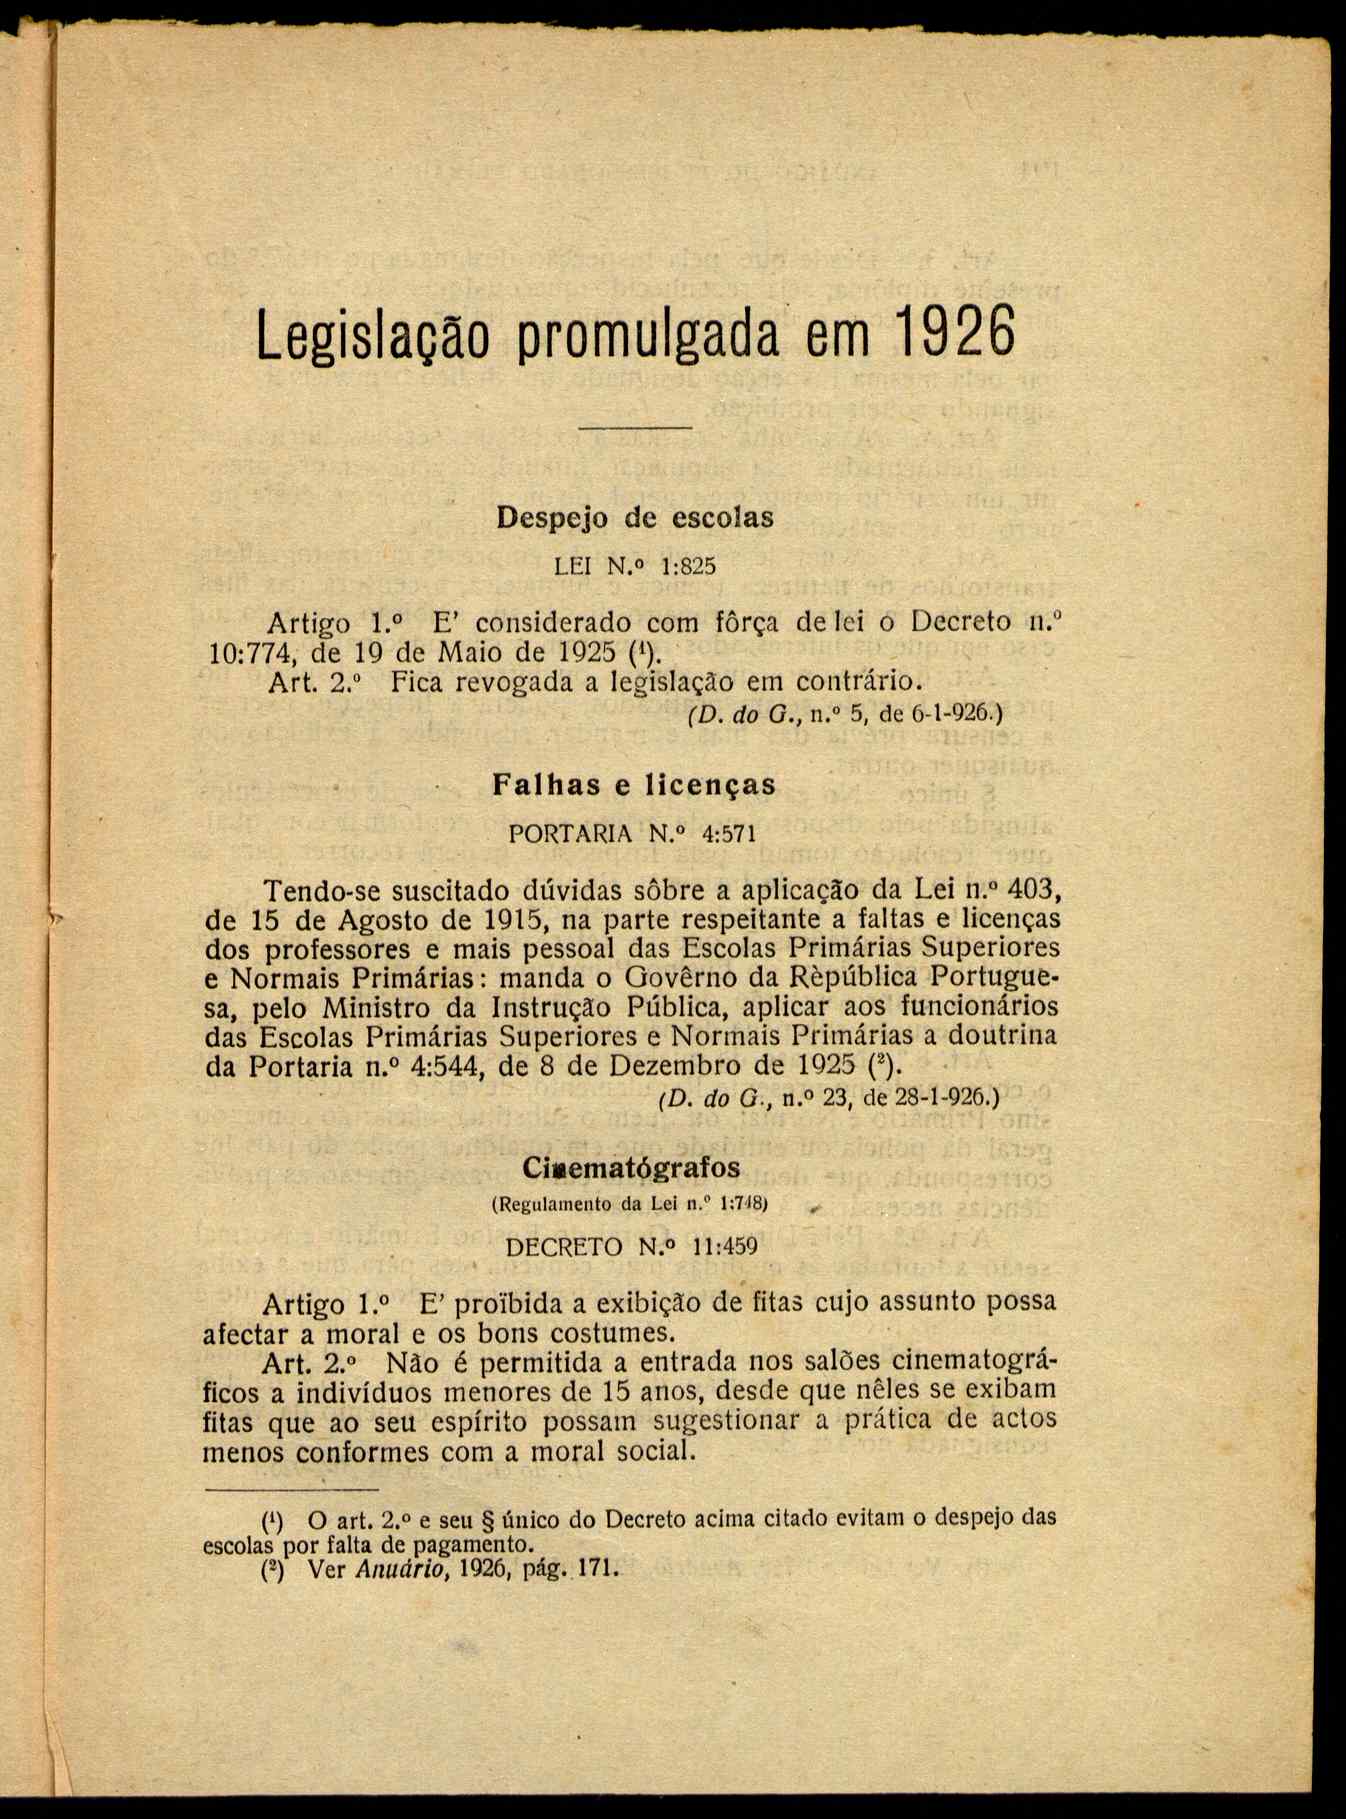 Legislação promulgada em 1926
Despejo de escolas
LEI N.º 1:825
Artigo 1.º E' considerado com fôrça de lei o Decreto n.º
10:774, de 19 de Maio de 1925 (¹).
Art. 2.º Fica revogada a legislação em contrário.
(D. do G., n.º 5, de 6-1-926.)
Falhas e licenças
PORTARIA N.º 4:571
Tendo-se suscitado dúvidas sôbre a aplicação da Lei n.º 403,
de 15 de Agosto de 1915, na parte respeitante a faltas e licenças
dos professores e mais pessoal das Escolas Primárias Superiores
e Normais Primárias: manda o Govêrno da Rèpública Portugue-
sa, pelo Ministro da Instrução Pública, aplicar aos funcionários
das Escolas Primárias Superiores e Normais Primárias a doutrina
da Portaria n.º 4:544, de 8 de Dezembro de 1925 (²).
(D. do G., n.º 23, de 28-1-926.)
Cinematógrafos
(Regulamento da Lei n.º 1:748)
DECRETO N.º 11:459
Artigo 1.º E' proïbida a exibição de fitas cujo assunto possa
afectar a moral e os bons costumes.
Art. 2.º Não é permitida a entrada nos salões cinematográ-
ficos a indivíduos menores de 15 anos, desde que nêles se exibam
fitas que ao seu espírito possam sugestionar a prática de actos
menos conformes com a moral social.
(¹) O art. 2.º e seu § único do Decreto acima citado evitam o despejo das
escolas por falta de pagamento.
(²) Ver Anuário, 1926, pág. 171.